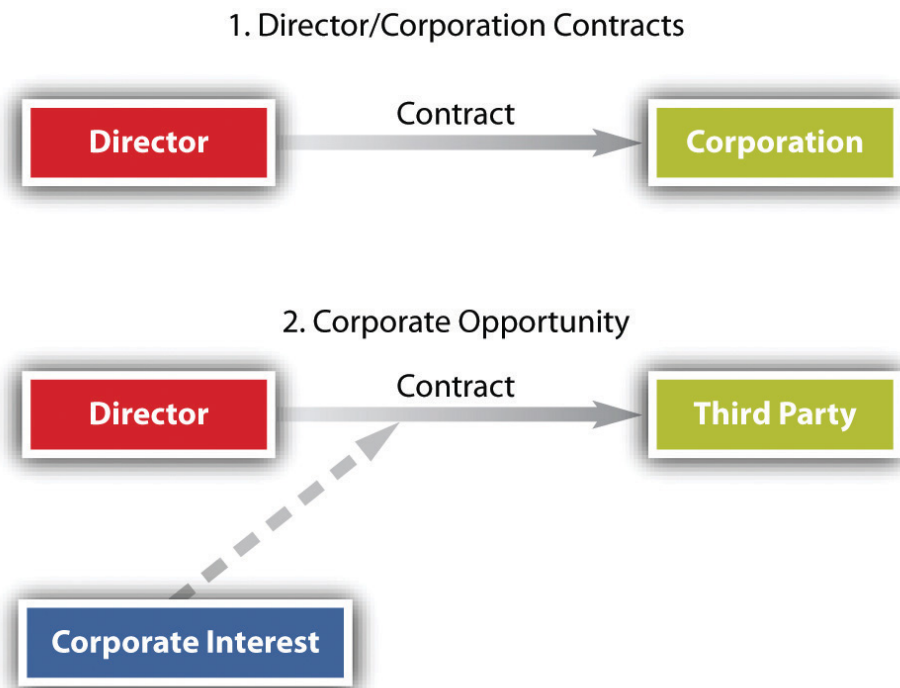 1. Director/Corporation Contracts
Director
Contract
Corporation
2. Corporate Opportunity
Director
Contract
Third Party
Corporate Interest